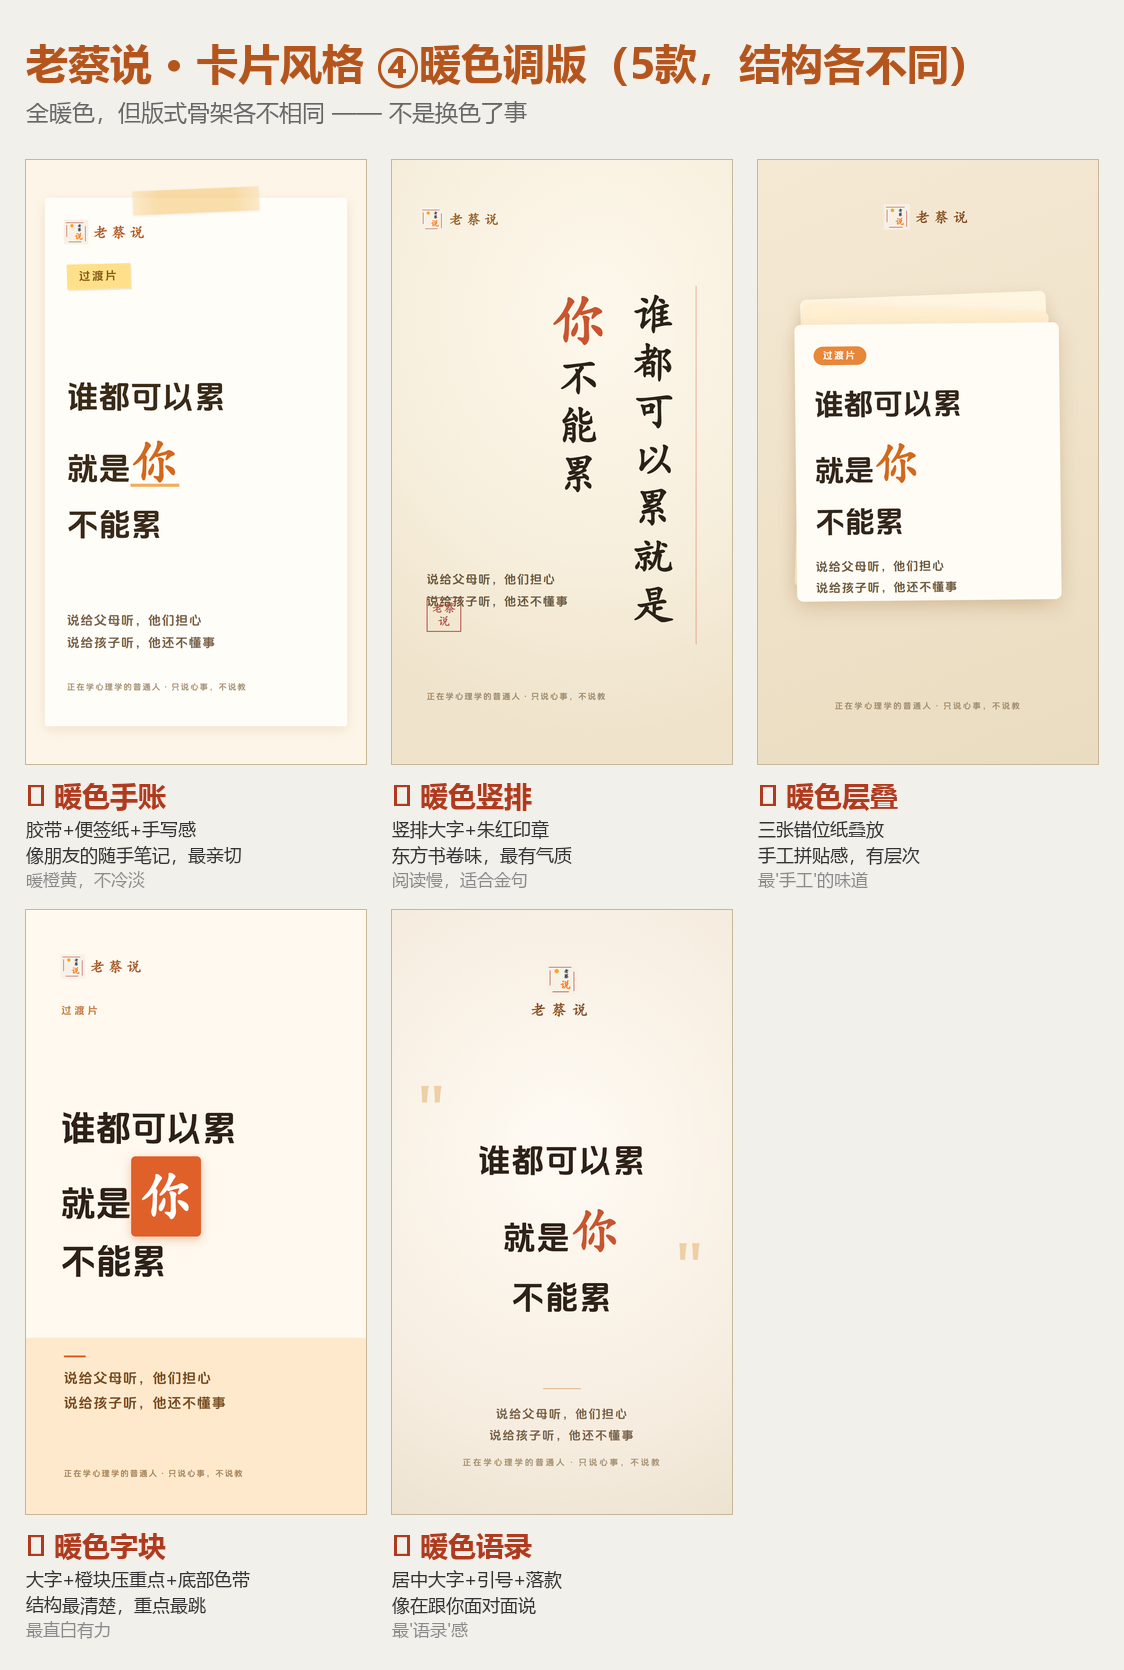 老蔡说 • 卡片风格 ④暖色调版（5款，结构各不同）
全暖色，但版式骨架各不相同 —— 不是换色了事
老蔡说
老蔡说
过渡片
谁都可以累
就是你
不能累
说给父母听，他们担心
说给孩子听，他还不懂事
正在学心理学的普通人 · 只说心事，不说教
暖色手账
胶带+便签纸+手写感
像朋友的随手笔记，最亲切
暖橙黄，不冷淡
老蔡说
老蔡说
谁都可以累就是
你不能累
说给父母听，他们担心
说给孩子听，他还不懂事
老蔡
说
正在学心理学的普通人 · 只说心事，不说教
暖色竖排
竖排大字+朱红印章
东方书卷味，最有气质
阅读慢，适合金句
老蔡说
老蔡说
过渡片
谁都可以累
就是你
不能累
说给父母听，他们担心
说给孩子听，他还不懂事
正在学心理学的普通人 · 只说心事，不说教
暖色层叠
三张错位纸叠放
手工拼贴感，有层次
最'手工'的味道
老蔡说
老蔡说
过渡片
谁都可以累
就是你
不能累
说给父母听，他们担心
说给孩子听，他还不懂事
正在学心理学的普通人 · 只说心事，不说教
暖色字块
大字+橙块压重点+底部色带
结构最清楚，重点最跳
最直白有力
老蔡说
老蔡说
"
谁都可以累
就是你
"
不能累
说给父母听，他们担心
说给孩子听，他还不懂事
正在学心理学的普通人 · 只说心事，不说教
暖色语录
居中大字+引号+落款
像在跟你面对面说
最'语录'感